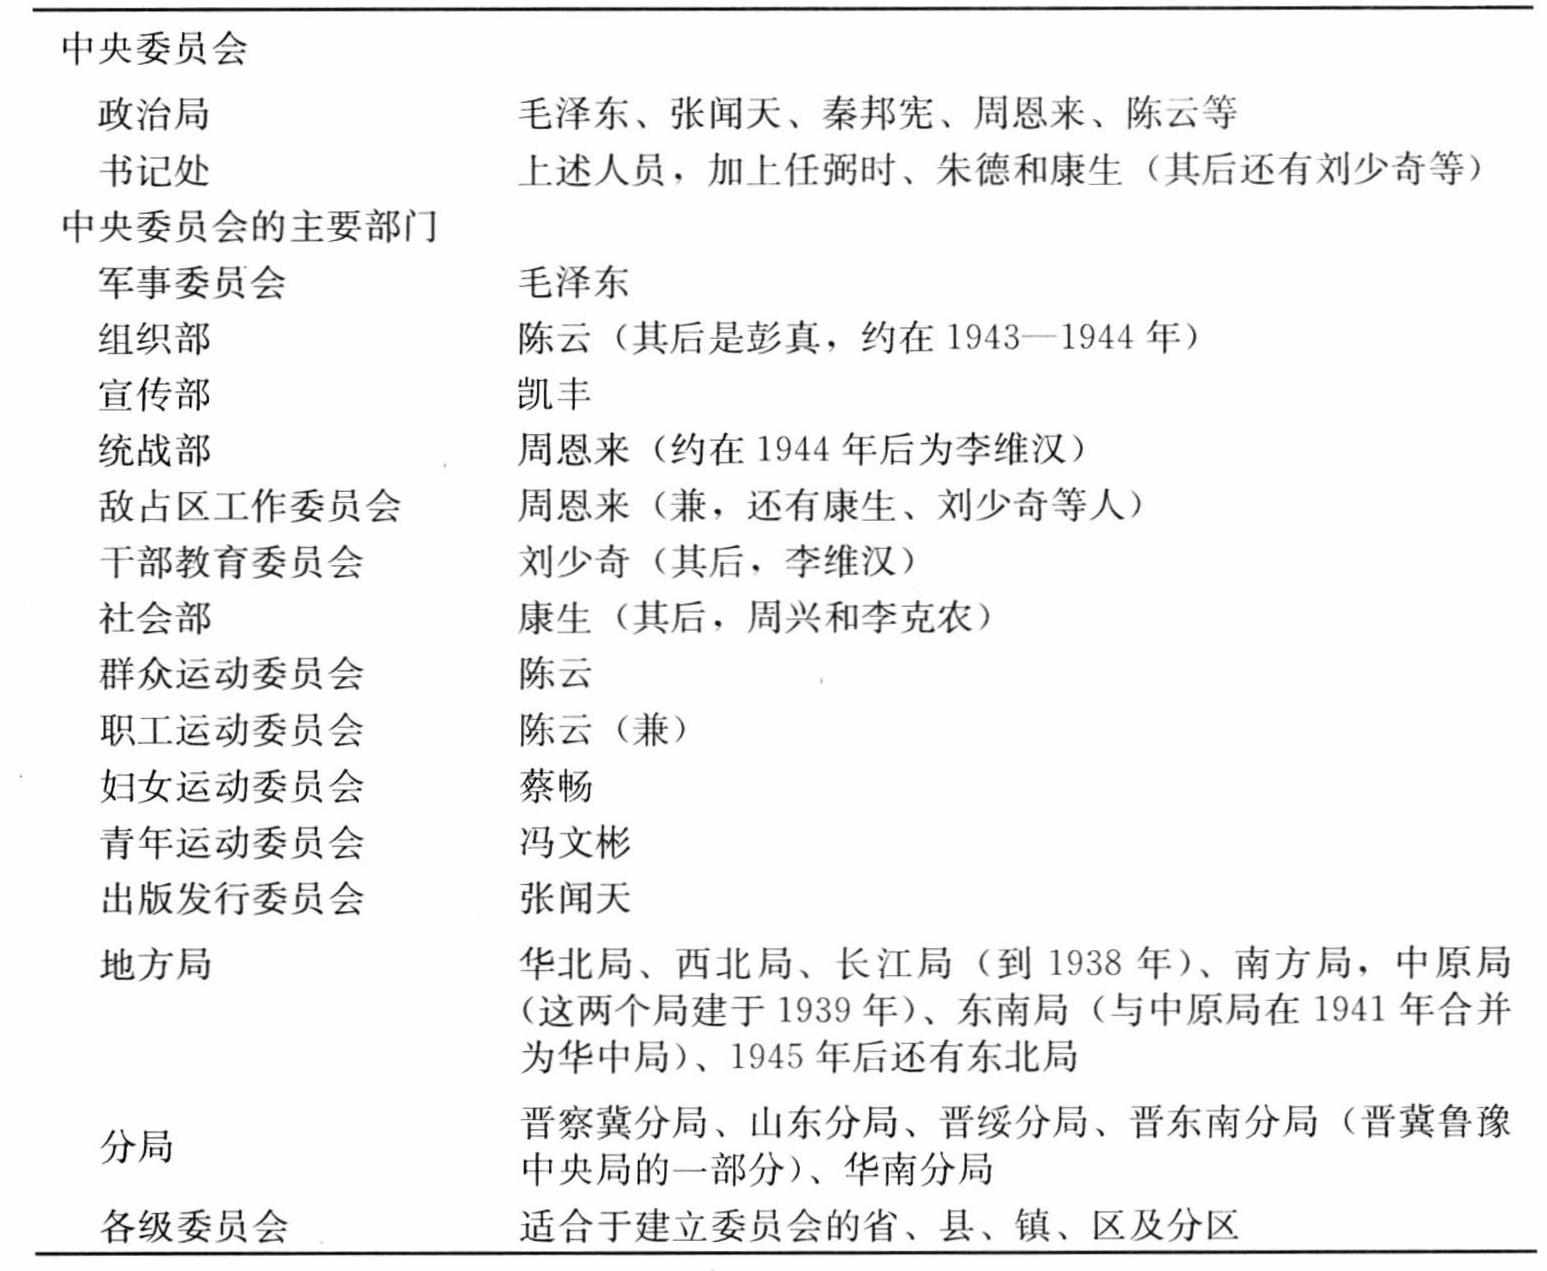 中央委员会
政治局 毛泽东、张闻天、秦邦宪、周恩来、陈云等
书记处 上述人员，加上任弼时、朱德和康生（其后还有刘少奇等）
中央委员会的主要部门
军事委员会 毛泽东
组织部 陈云（其后是彭真，约在1943—1944年）
宣传部 凯丰
统战部 周恩来（约在1944年后为李维汉）
敌占区工作委员会 周恩来（兼，还有康生、刘少奇等人）
干部教育委员会 刘少奇（其后，李维汉）
社会部 康生（其后，周兴和李克农）
群众运动委员会 陈云
职工运动委员会 陈云（兼）
妇女运动委员会 蔡畅
青年运动委员会 冯文彬
出版发行委员会 张闻天
地方局 华北局、西北局、长江局（到1938年）、南方局，中原局
（这两个局建于1939年）、东南局（与中原局在1941年合并
为华中局）、1945年后还有东北局
分局 晋察冀分局、山东分局、晋绥分局、晋东南分局（晋冀鲁豫
中央局的一部分）、华南分局
各级委员会 适合于建立委员会的省、县、镇、区及分区